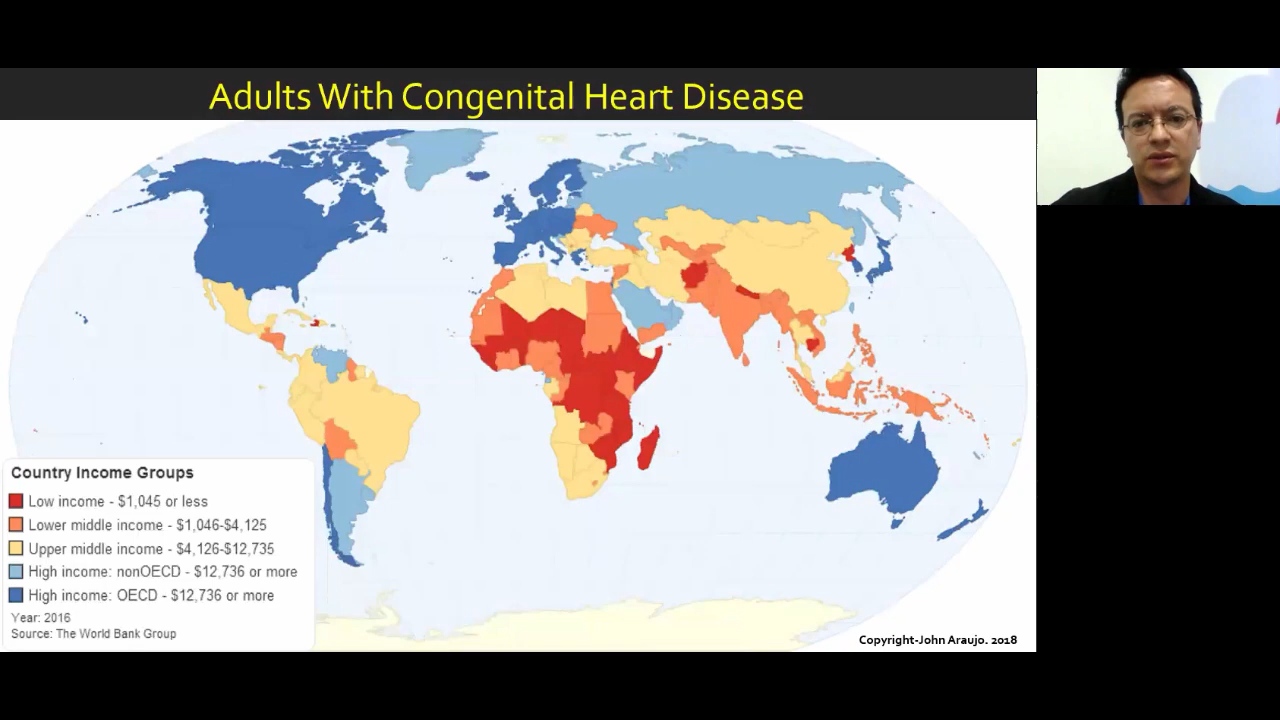 Adults With Congenital Heart Disease
Country Income Groups
Low income - $1,045 or less
Lower middle income - $1,046-$4,125
Upper middle income - $4,126-$12,735
High income: nonOECD - $12,736 or more
High income: OECD - $12,736 or more
Year: 2016
Source: The World Bank Group
Copyright-John Araujo. 2018